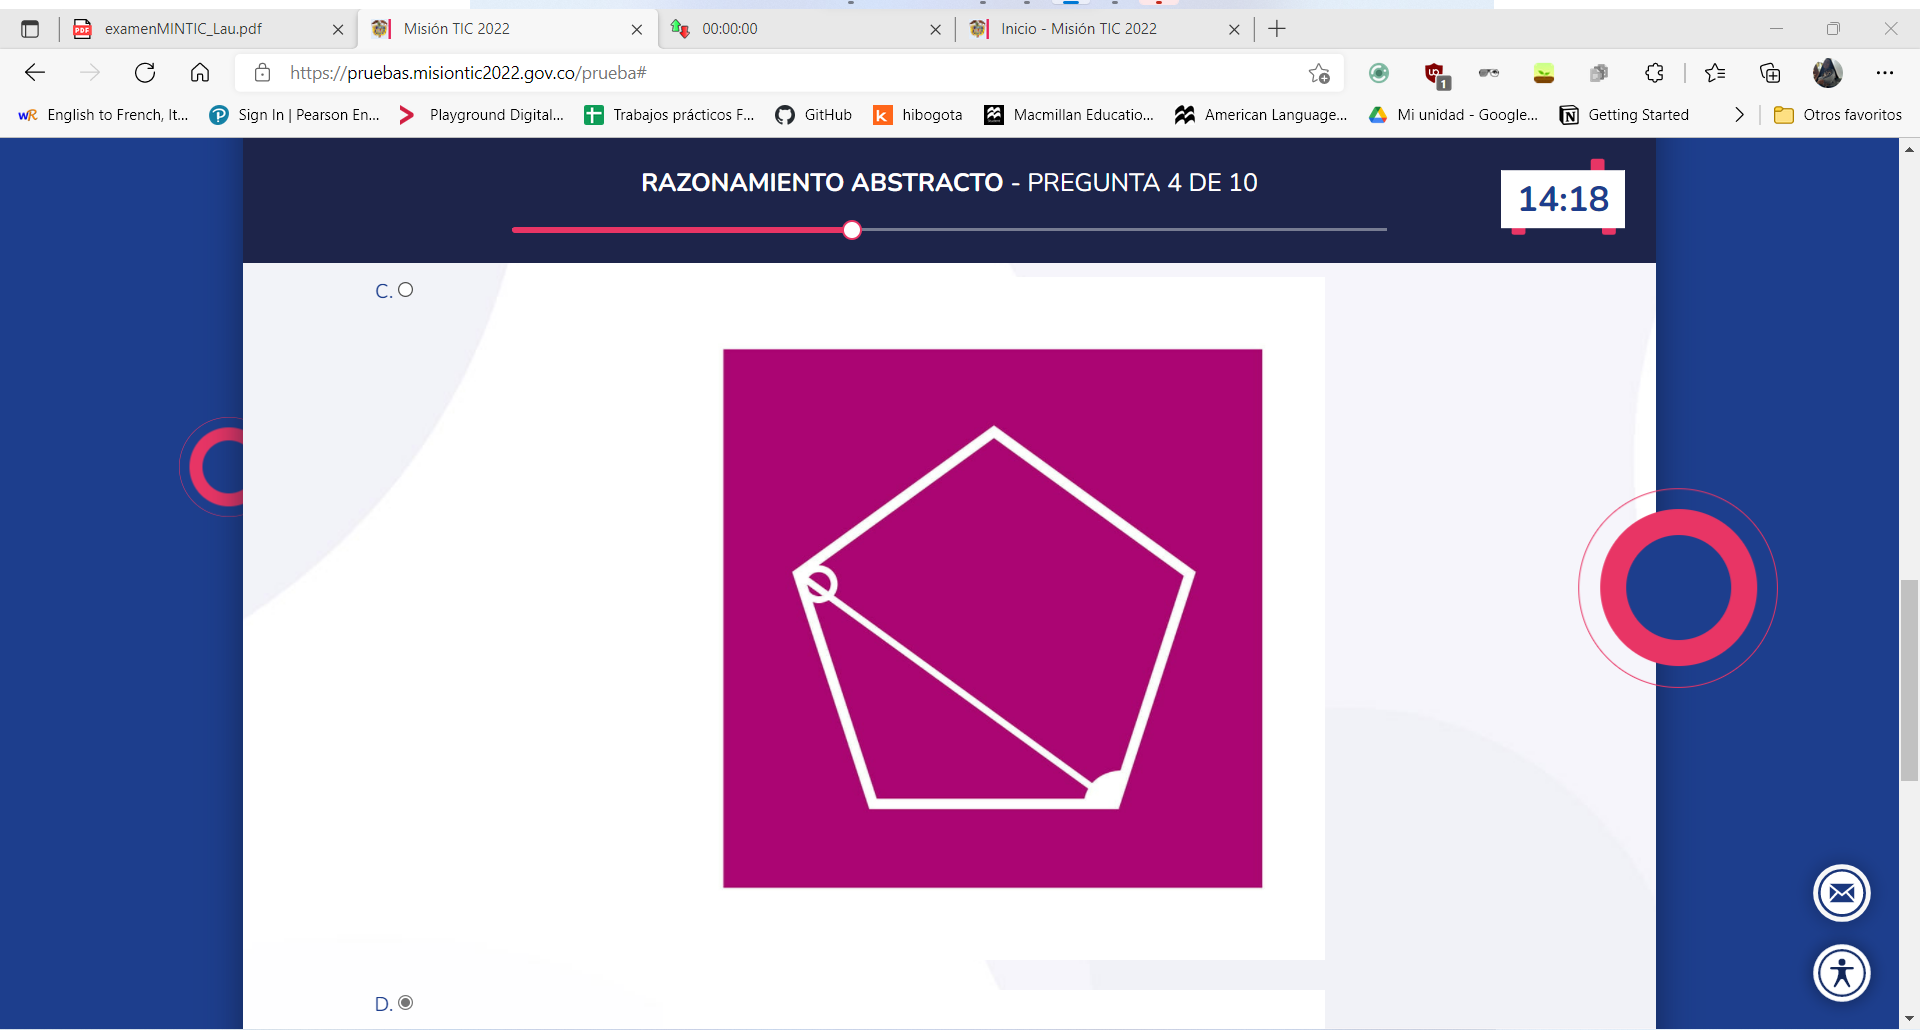 examenMINTIC_Lau.pdf
Misión TIC 2022
00:00:00
Inicio - Misión TIC 2022
https://pruebas.misiontic2022.gov.co/prueba#
1
English to French, It...
Sign In | Pearson En...
Playground Digital...
Trabajos prácticos F...
GitHub
hibogota
Macmillan Educatio...
American Language...
Mi unidad - Google...
Getting Started
Otros favoritos
RAZONAMIENTO ABSTRACTO - PREGUNTA 4 DE 10
14:18
C.
D.